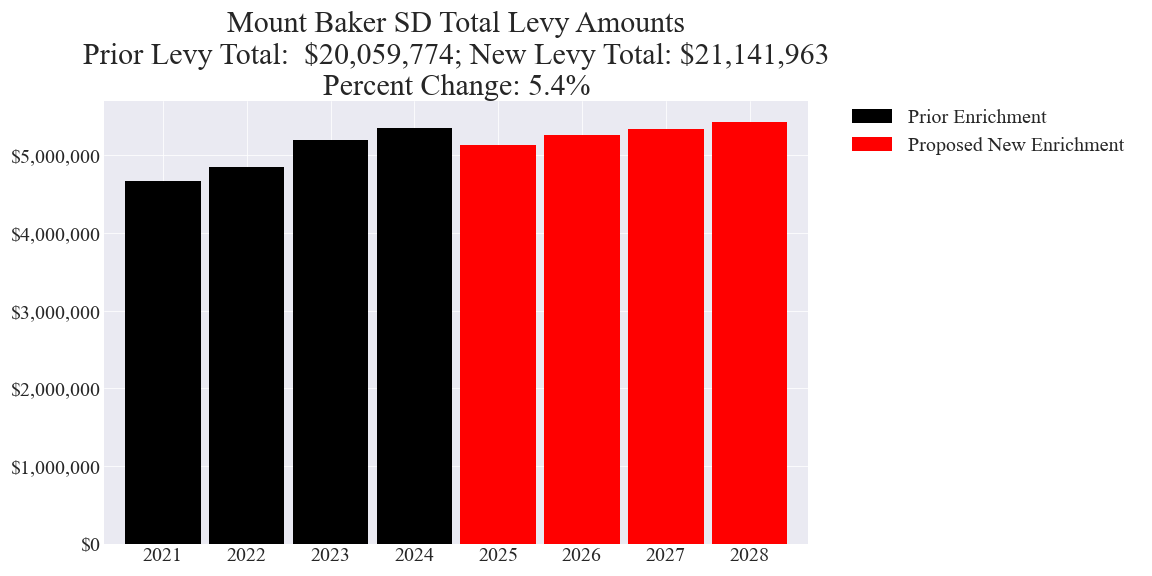 Mount Baker SD Total Levy Amounts
Prior Levy Total:  $20,059,774; New Levy Total: $21,141,963
Percent Change: 5.4%
Prior Enrichment
Proposed New Enrichment
$5,000,000
$4,000,000
$3,000,000
$2,000,000
$1,000,000
$0
2021 2022 2023 2024 2025 2026 2027 2028